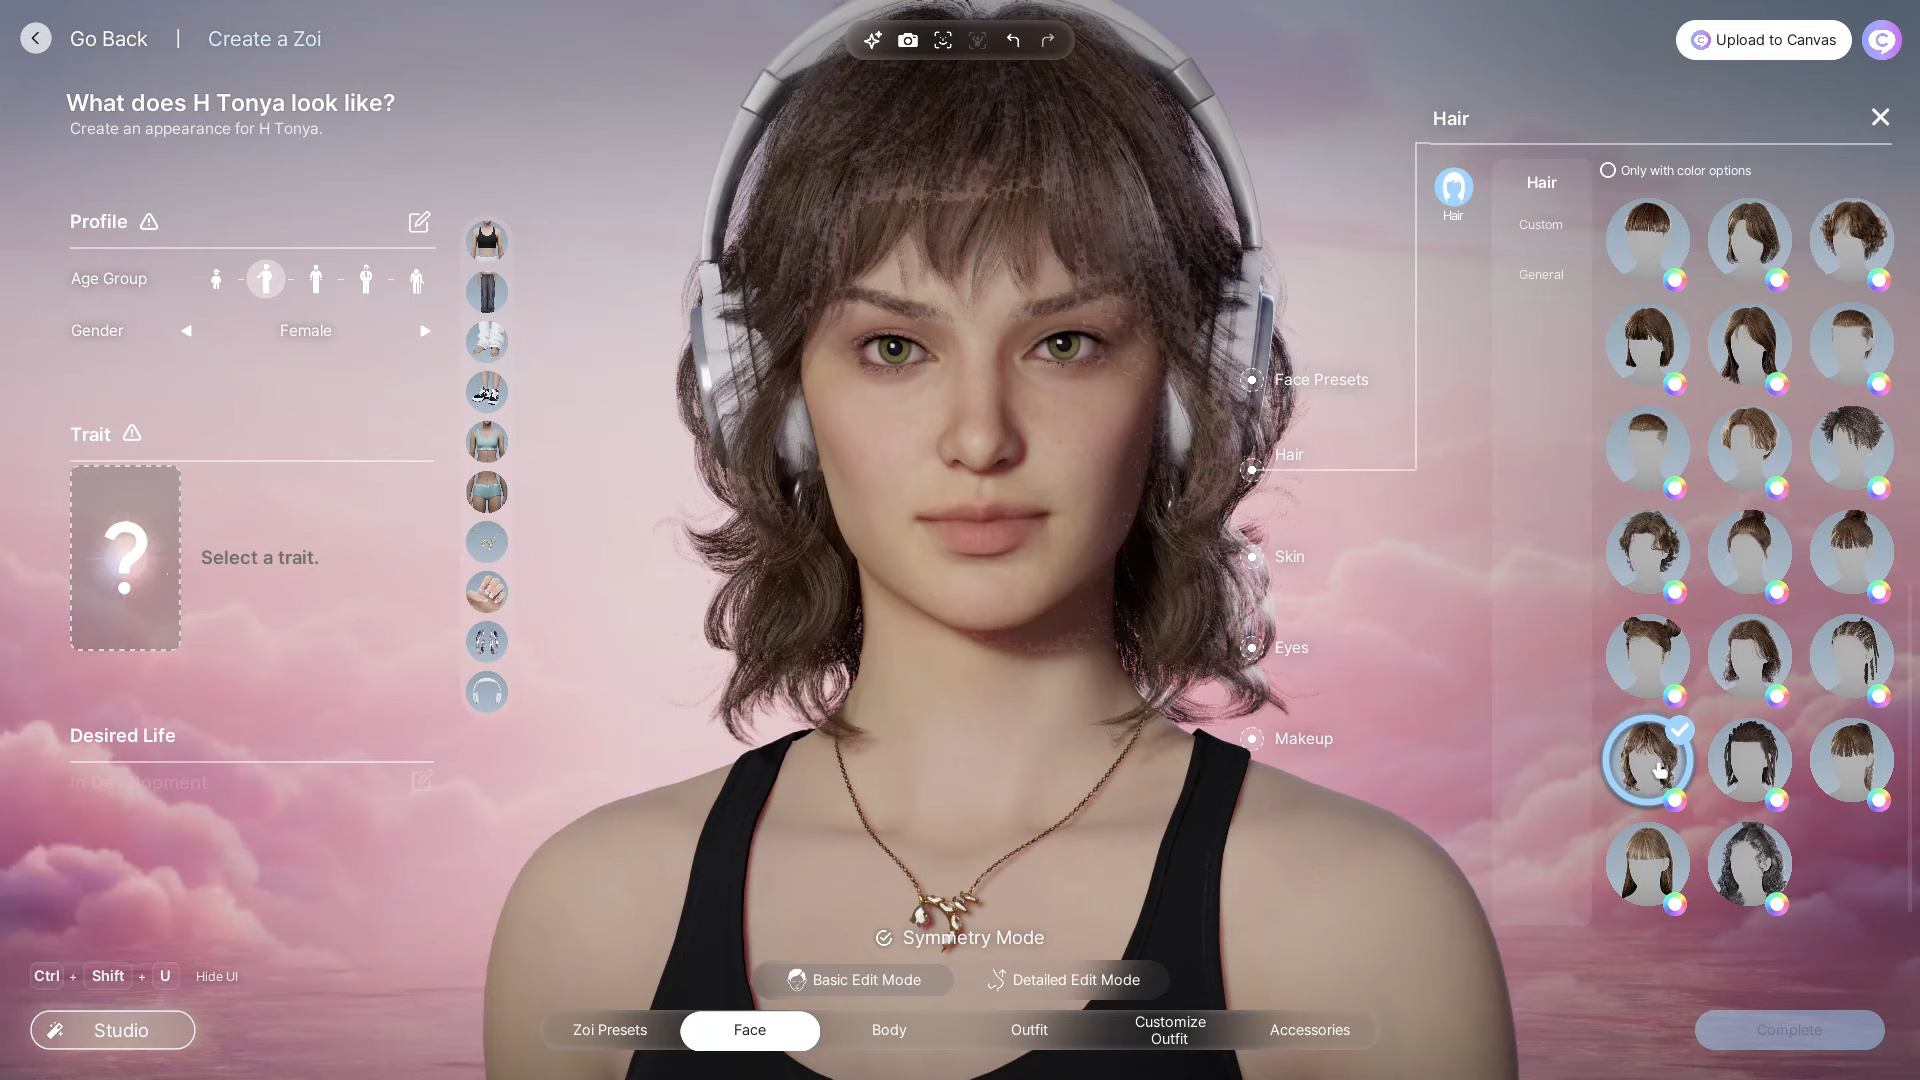 Go Back | Create a Zoi
Upload to Canvas
What does H Tonya look like?
Create an appearance for H Tonya.
Profile
Age Group
Gender
Female
Trait
?
Select a trait.
Desired Life
In Development
Face Presets
Hair
Skin
Eyes
Makeup
Hair
Hair
Hair
Custom
General
Only with color options
Symmetry Mode
Basic Edit Mode
Detailed Edit Mode
Ctrl + Shift + U Hide UI
Studio
Zoi Presets
Face
Body
Outfit
Customize
Outfit
Accessories
Complete